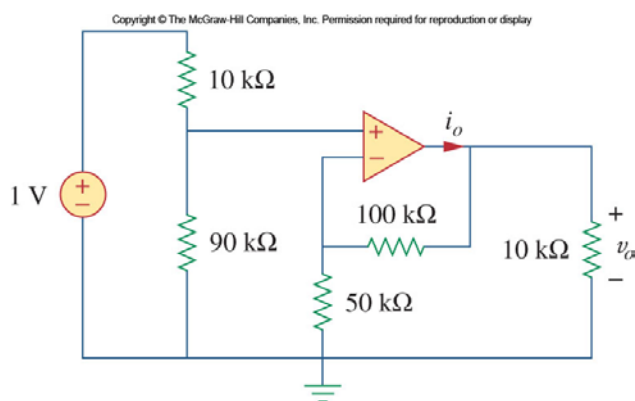 Copyright © The McGraw-Hill Companies, Inc. Permission required for reproduction or display
10 kΩ
i_o
+
−
1 V
+
−
100 kΩ
+
90 kΩ
10 kΩ
v_o
−
50 kΩ